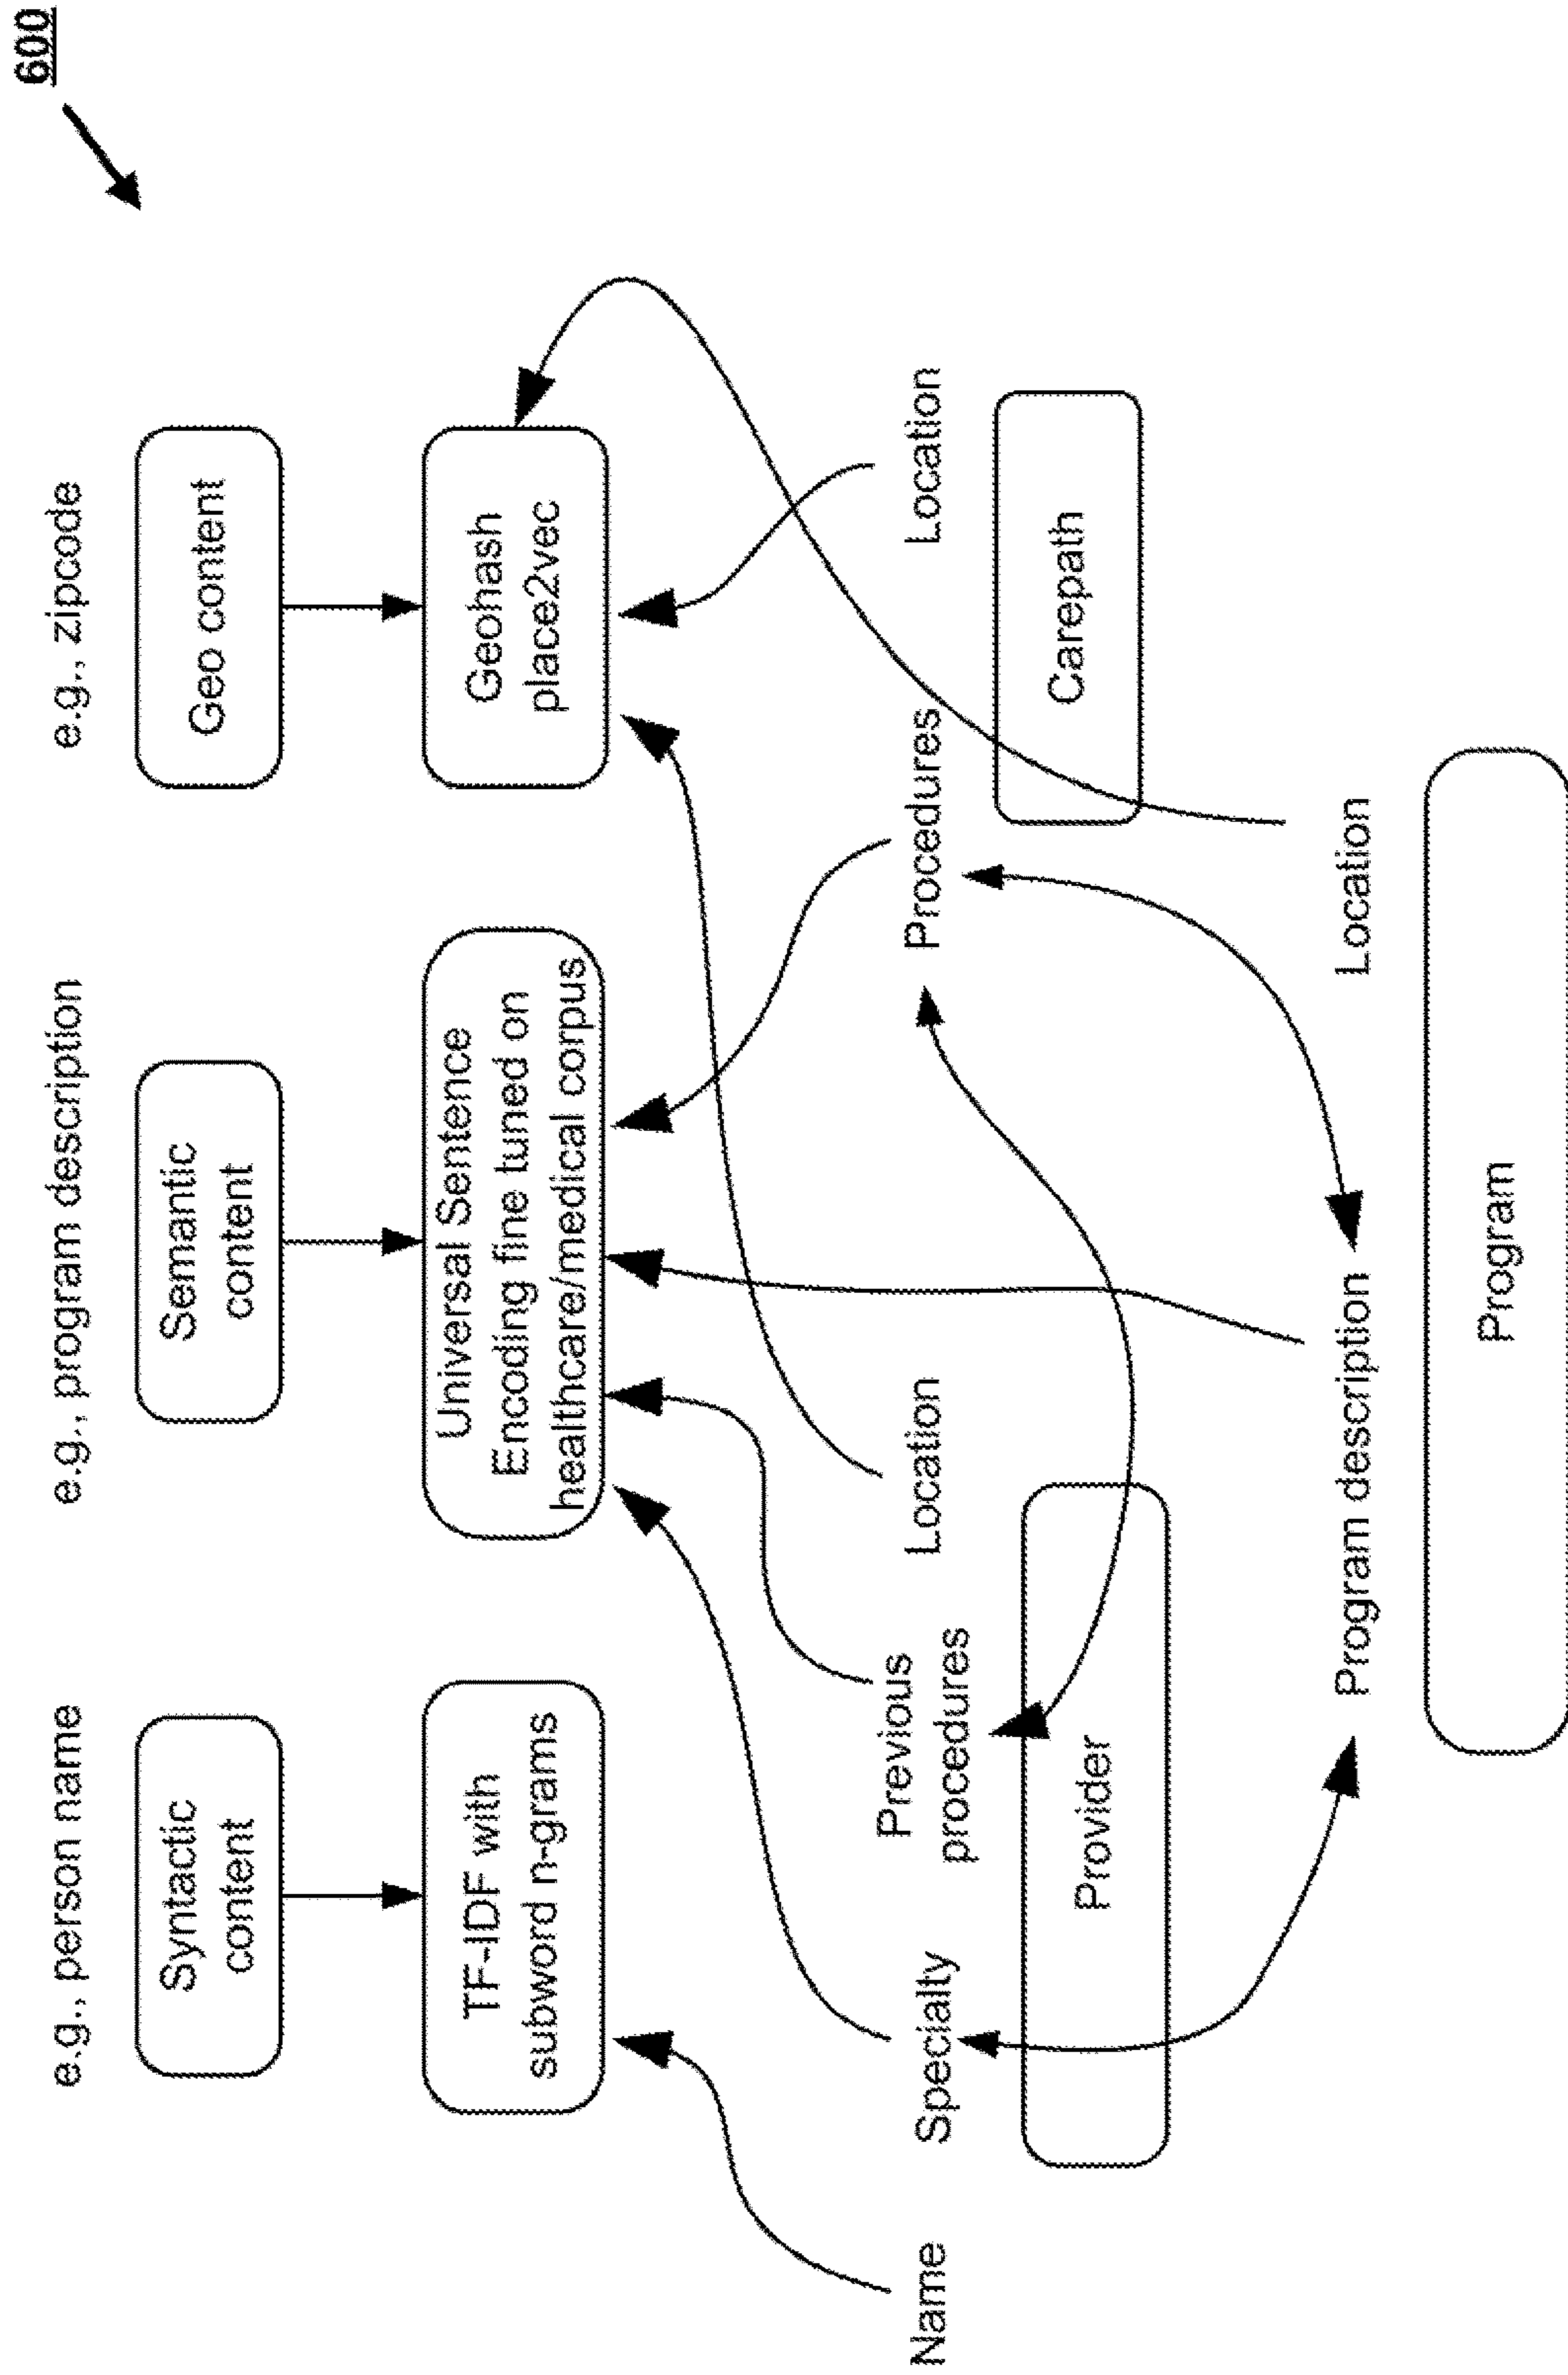 600
e.g., person name
e.g., program description
e.g., zipcode
Syntactic
content
Semantic
content
Geo content
TF-IDF with
subword n-grams
Universal Sentence
Encoding fine tuned on
healthcare/medical corpus
Geohash
place2vec
Name
Specialty
Previous
procedures
Location
Procedures
Location
Provider
Carepath
Program description
Location
Program